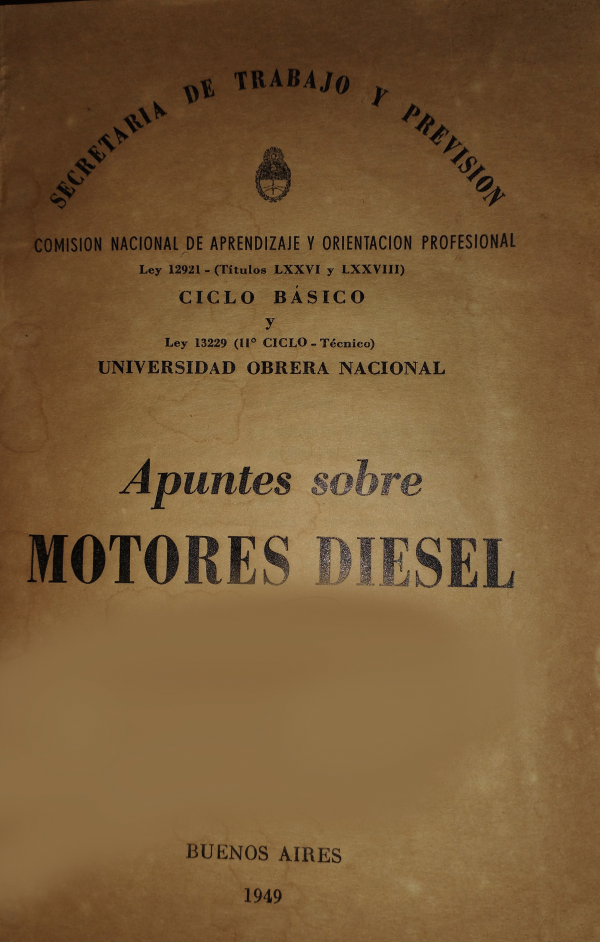 SECRETARIA DE TRABAJO Y PREVISION
COMISION NACIONAL DE APRENDIZAJE Y ORIENTACION PROFESIONAL
Ley 12921 - (Títulos LXXVI y LXXVIII)
CICLO BÁSICO
y
Ley 13229 (II° CICLO - Técnico)
UNIVERSIDAD OBRERA NACIONAL
Apuntes sobre
MOTORES DIESEL
BUENOS AIRES
1949